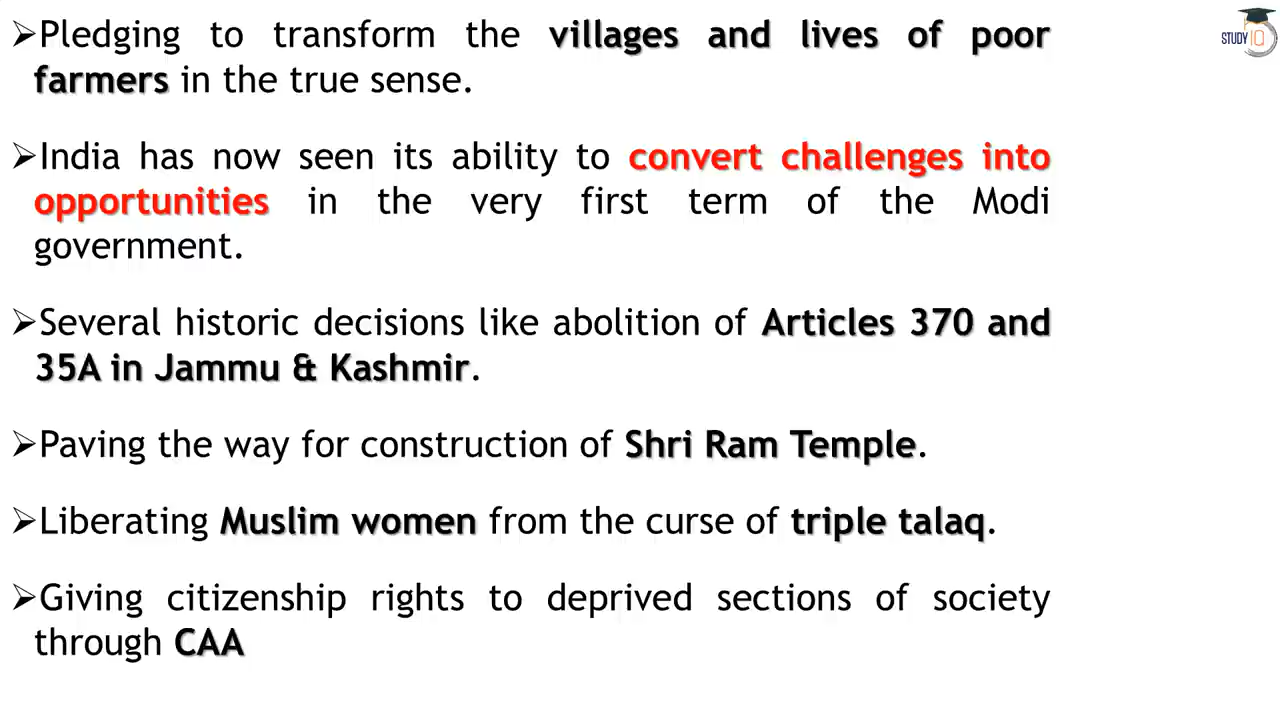 ➢Pledging to transform the villages and lives of poor
farmers in the true sense.
➢India has now seen its ability to convert challenges into
opportunities in the very first term of the Modi
government.
➢Several historic decisions like abolition of Articles 370 and
35A in Jammu & Kashmir.
➢Paving the way for construction of Shri Ram Temple.
➢Liberating Muslim women from the curse of triple talaq.
➢Giving citizenship rights to deprived sections of society
through CAA
STUDY IQ